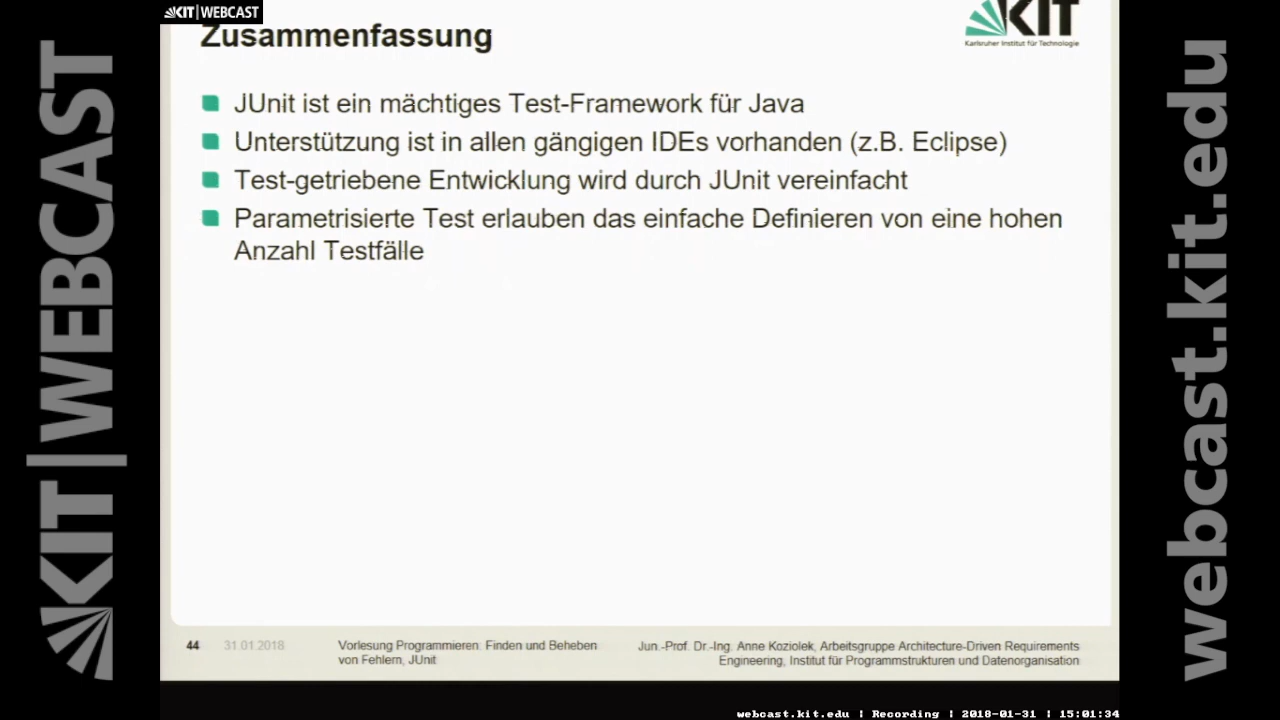 KIT|WEBCAST
Zusammenfassung
KIT
Karlsruher Institut für Technologie
JUnit ist ein mächtiges Test-Framework für Java
Unterstützung ist in allen gängigen IDEs vorhanden (z.B. Eclipse)
Test-getriebene Entwicklung wird durch JUnit vereinfacht
Parametrisierte Test erlauben das einfache Definieren von eine hohen
Anzahl Testfälle
44
31.01.2018
Vorlesung Programmieren: Finden und Beheben
von Fehlern, JUnit
Jun.-Prof. Dr.-Ing. Anne Koziolek, Arbeitsgruppe Architecture-Driven Requirements
Engineering, Institut für Programmstrukturen und Datenorganisation
KIT|WEBCAST
webcast.kit.edu
webcast.kit.edu | Recording | 2018-01-31 | 15:01:34